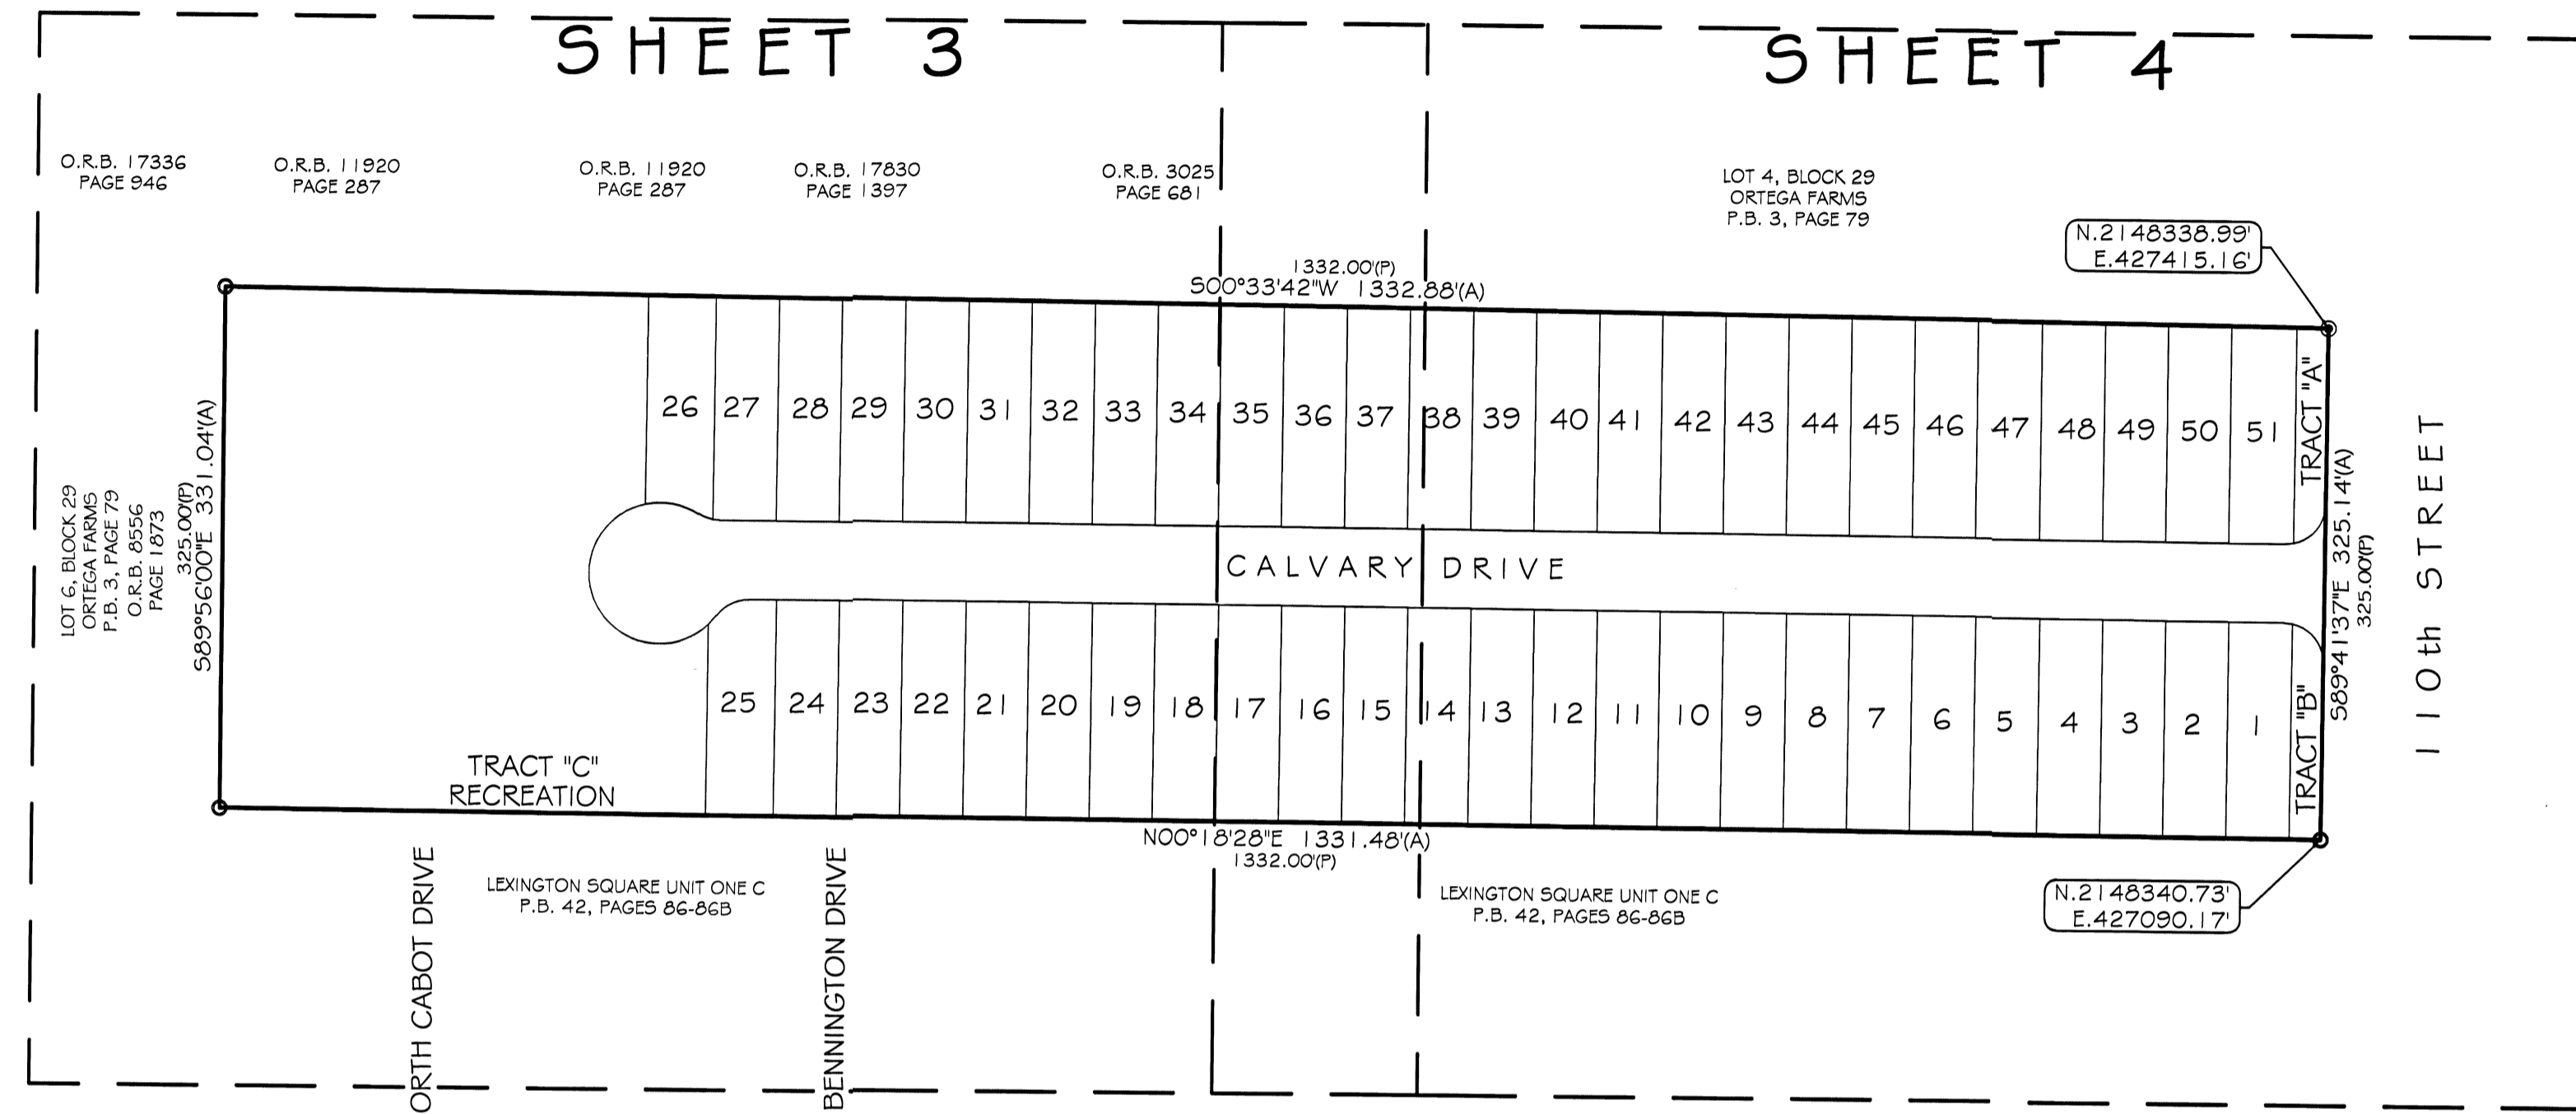 SHEET 3
SHEET 4
O.R.B. 17336
PAGE 946
O.R.B. 11920
PAGE 287
O.R.B. 11920
PAGE 287
O.R.B. 17830
PAGE 1397
O.R.B. 3025
PAGE 681
LOT 4, BLOCK 29
ORTEGA FARMS
P.B. 3, PAGE 79
N.2148338.99'
E.427415.16'
1332.00'(P)
S00°33'42"W 1332.88'(A)
26 27 28 29 30 31 32 33 34 35 36 37 38 39 40 41 42 43 44 45 46 47 48 49 50 51
TRACT "A"
LOT 6, BLOCK 29
ORTEGA FARMS
P.B. 3, PAGE 79
O.R.B. 8556
PAGE 1873
325.00'(P)
S89°56'00"E 331.04'(A)
CALVARY DRIVE
S89°41'37"E 325.14'(A)
325.00'(P)
110th STREET
25 24 23 22 21 20 19 18 17 16 15 14 13 12 11 10 9 8 7 6 5 4 3 2 1
TRACT "B"
TRACT "C"
RECREATION
N00°18'28"E 1331.48'(A)
1332.00'(P)
ORTH CABOT DRIVE
LEXINGTON SQUARE UNIT ONE C
P.B. 42, PAGES 86-86B
BENNINGTON DRIVE
LEXINGTON SQUARE UNIT ONE C
P.B. 42, PAGES 86-86B
N.2148340.73'
E.427090.17'